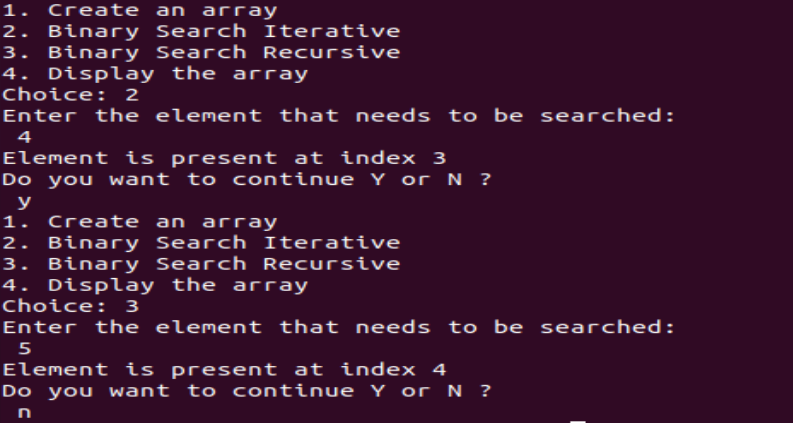 1. Create an array
2. Binary Search Iterative
3. Binary Search Recursive
4. Display the array
Choice: 2
Enter the element that needs to be searched:
4
Element is present at index 3
Do you want to continue Y or N ?
y
1. Create an array
2. Binary Search Iterative
3. Binary Search Recursive
4. Display the array
Choice: 3
Enter the element that needs to be searched:
5
Element is present at index 4
Do you want to continue Y or N ?
n